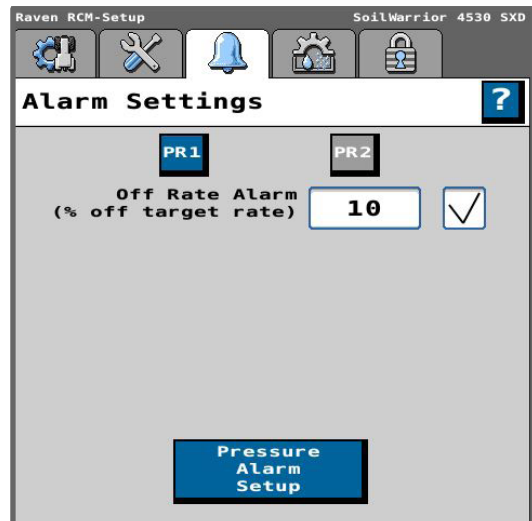 Raven RCM-Setup SoilWarrior 4530 SXD
Alarm Settings ?
PR1 PR2
Off Rate Alarm
(% off target rate) 10
Pressure
Alarm
Setup